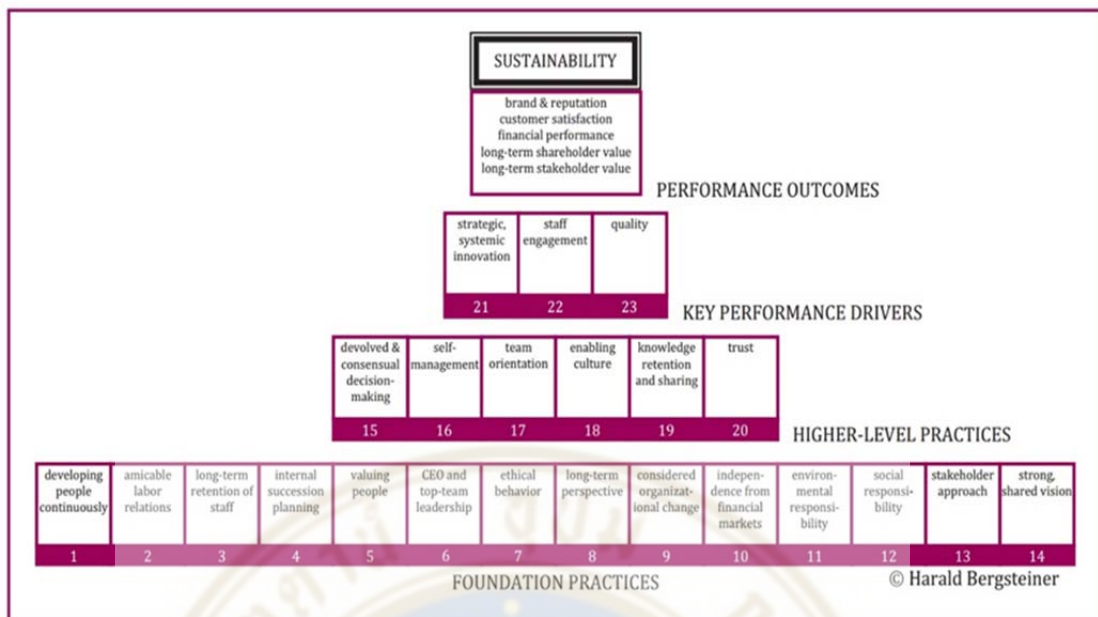 SUSTAINABILITY
brand & reputation
customer satisfaction
financial performance
long-term shareholder value
long-term stakeholder value
PERFORMANCE OUTCOMES
strategic,
systemic
innovation
21
staff
engagement
22
quality
23
KEY PERFORMANCE DRIVERS
devolved &
consensual
decision-
making
15
self-
management
16
team
orientation
17
enabling
culture
18
knowledge
retention
and sharing
19
trust
20
HIGHER-LEVEL PRACTICES
developing
people
continuously
1
amicable
labor
relations
2
long-term
retention of
staff
3
internal
succession
planning
4
valuing
people
5
CEO and
top-team
leadership
6
ethical
behavior
7
long-term
perspective
8
considered
organizat-
ional change
9
indepen-
dence from
financial
markets
10
environ-
mental
responsi-
bility
11
social
responsi-
bility
12
stakeholder
approach
13
strong,
shared vision
14
FOUNDATION PRACTICES
© Harald Bergsteiner